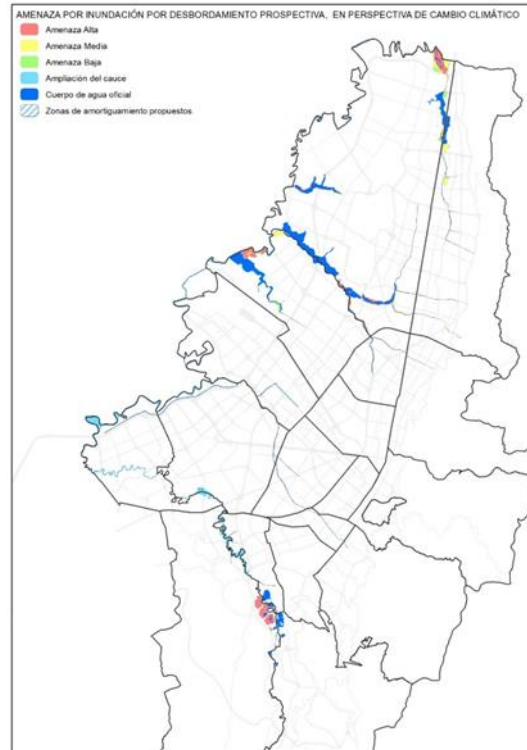 AMENAZA POR INUNDACIÓN POR DESBORDAMIENTO PROSPECTIVA, EN PERSPECTIVA DE CAMBIO CLIMÁTICO
Amenaza Alta
Amenaza Media
Amenaza Baja
Ampliación del cauce
Cuerpo de agua oficial
Zonas de amortiguamiento propuestos